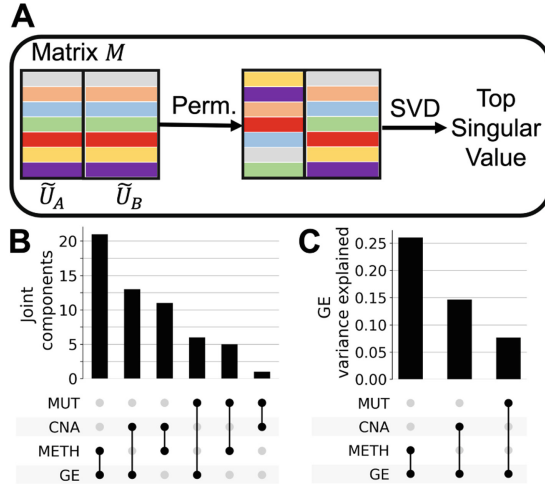 A
Matrix M
Perm.
SVD
Top
Singular
Value
Ũ_A
Ũ_B
B
Joint
components
20
15
10
5
0
MUT
CNA
METH
GE
C
GE
variance explained
0.25
0.20
0.15
0.10
0.05
0.00
MUT
CNA
METH
GE